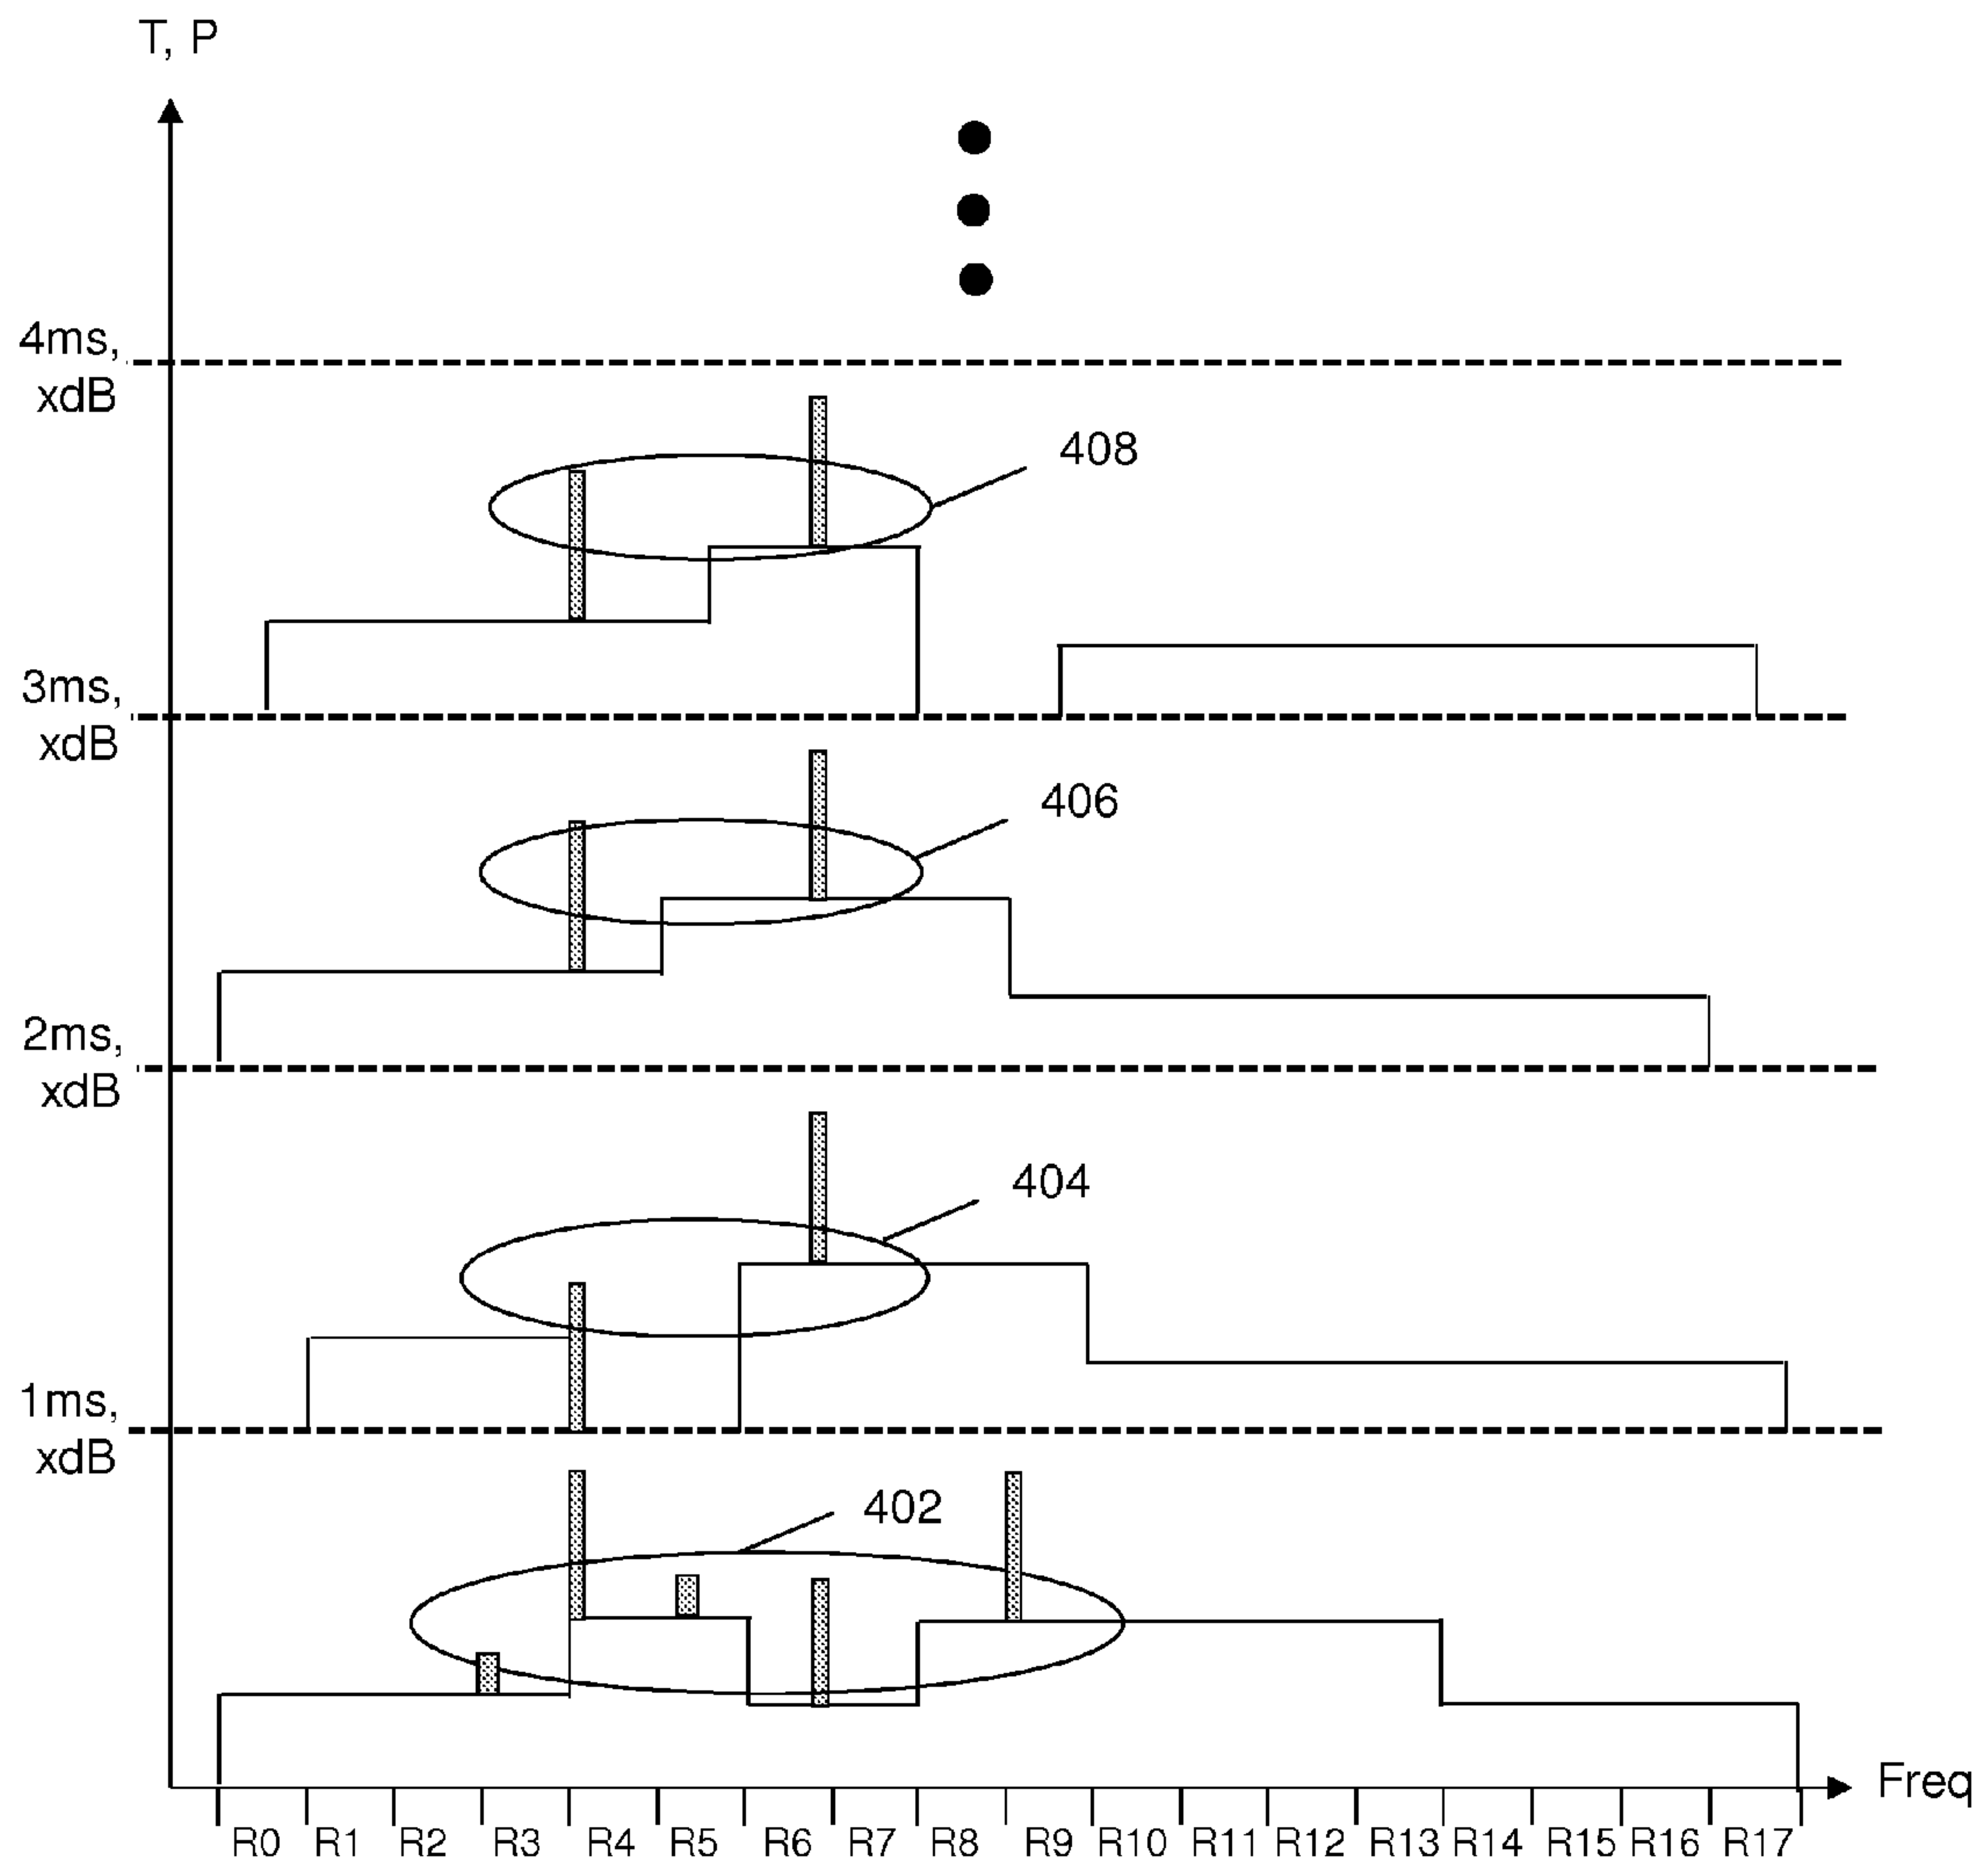 T, P
4ms,
xdB
408
3ms,
xdB
406
2ms,
xdB
404
1ms,
xdB
402
Freq
R0 R1 R2 R3 R4 R5 R6 R7 R8 R9 R10 R11 R12 R13 R14 R15 R16 R17